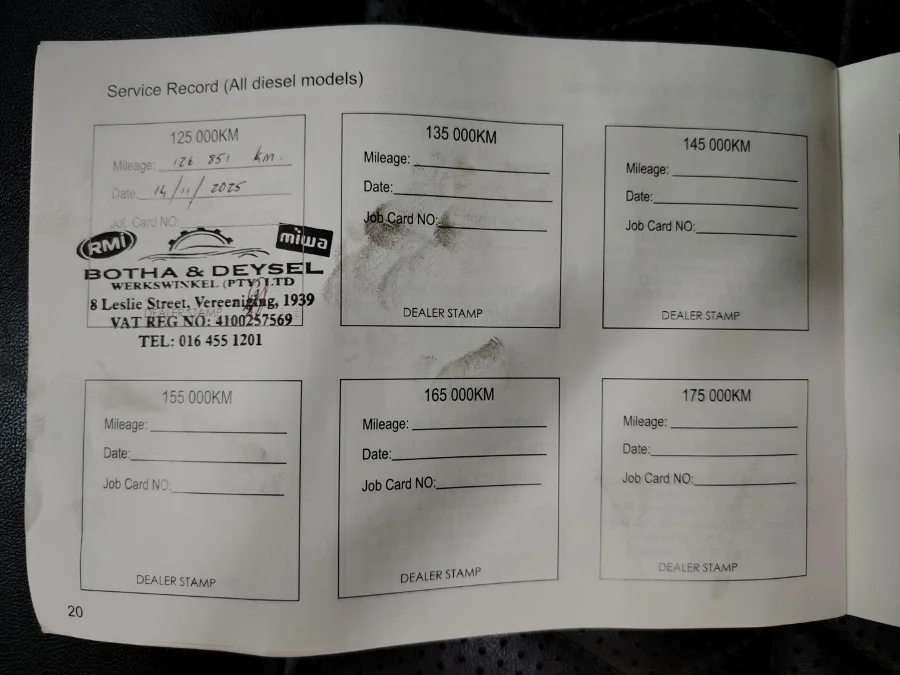 Service Record (All diesel models)
125 000KM
Mileage: 126 851 km.
Date: 14/11/2025
Job Card NO:
RMI
miwa
BOTHA & DEYSEL
WERKSWINKEL (PTY) LTD
8 Leslie Street, Vereeniging, 1939
DEALER STAMP
VAT REG NO: 4100257569
TEL: 016 455 1201
135 000KM
Mileage:
Date:
Job Card NO:
DEALER STAMP
145 000KM
Mileage:
Date:
Job Card NO:
DEALER STAMP
155 000KM
Mileage:
Date:
Job Card NO:
DEALER STAMP
165 000KM
Mileage:
Date:
Job Card NO:
DEALER STAMP
175 000KM
Mileage:
Date:
Job Card NO:
DEALER STAMP
20